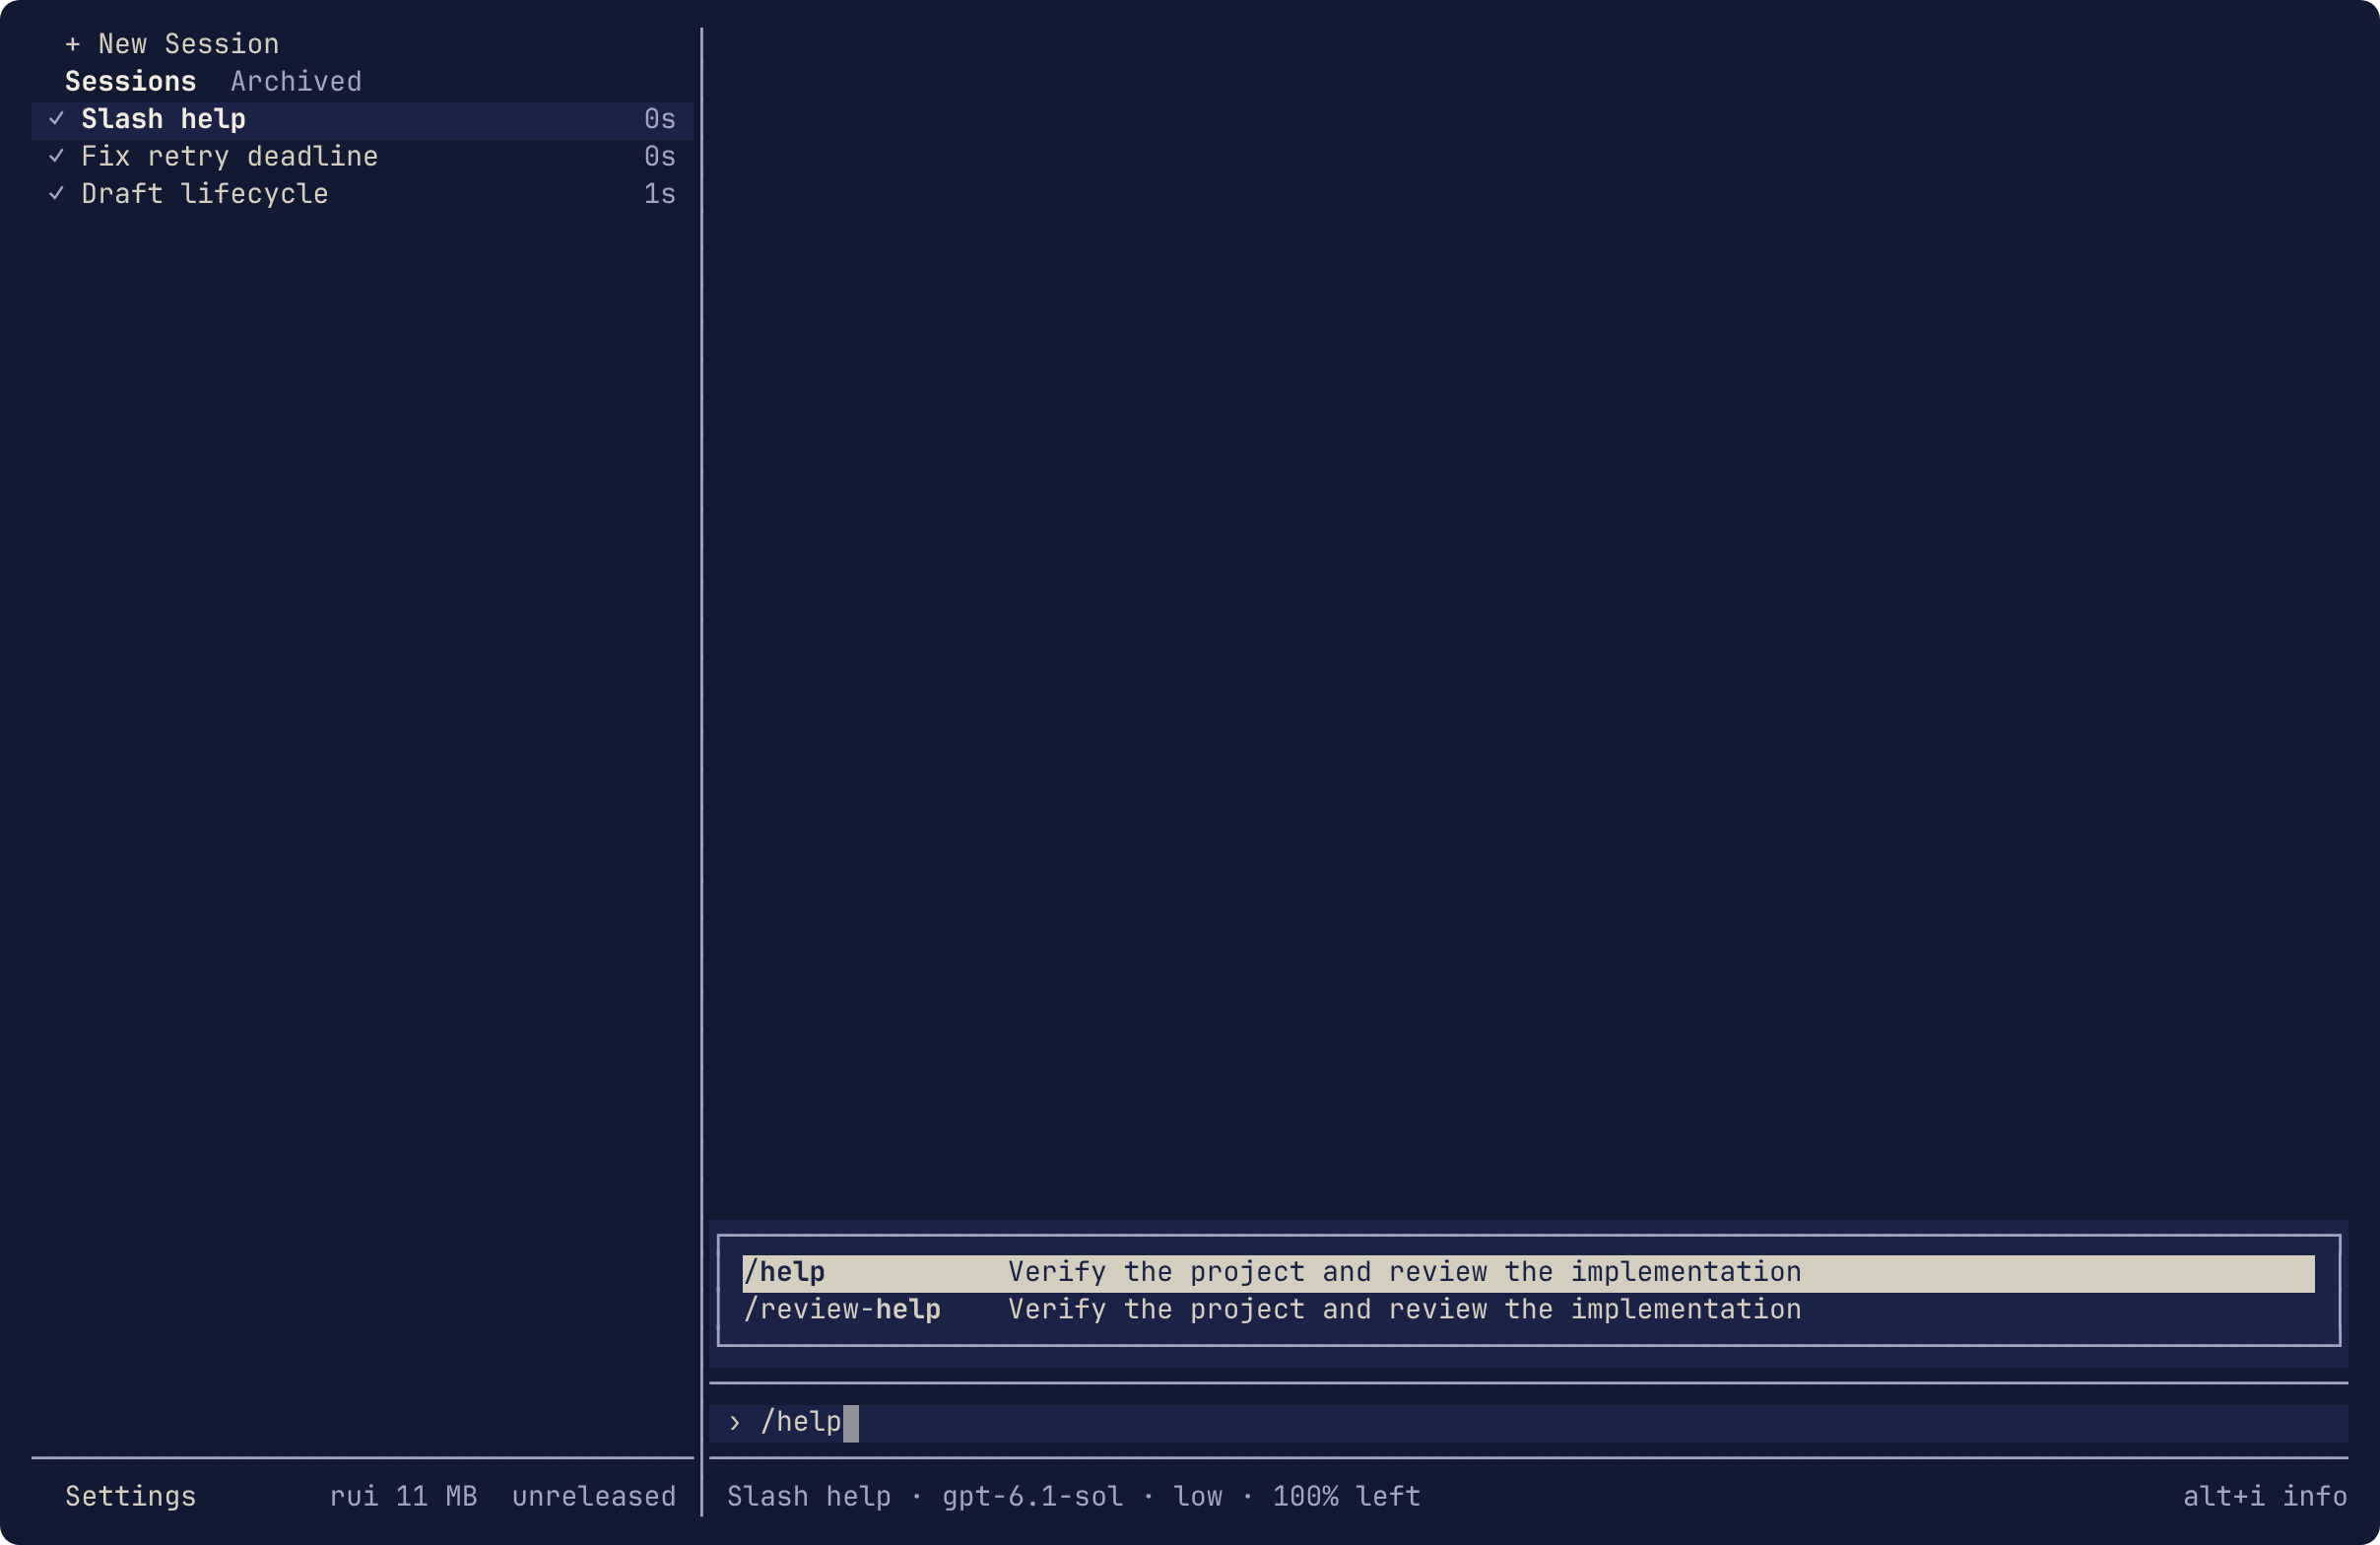 + New Session
Sessions  Archived
✓ Slash help 0s
✓ Fix retry deadline 0s
✓ Draft lifecycle 1s
/help Verify the project and review the implementation
/review-help Verify the project and review the implementation
› /help
Settings rui 11 MB unreleased
Slash help · gpt-6.1-sol · low · 100% left alt+i info